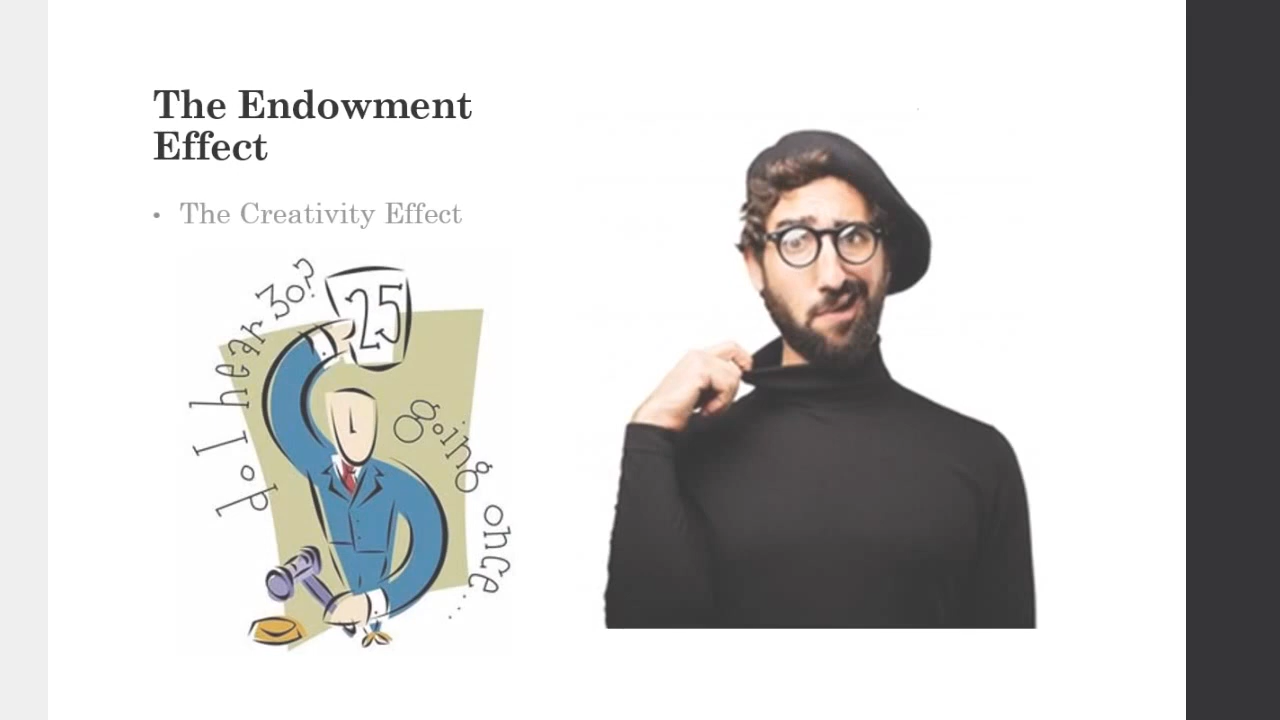 The Endowment
Effect
• The Creativity Effect
do I hear 30?
25
going once...